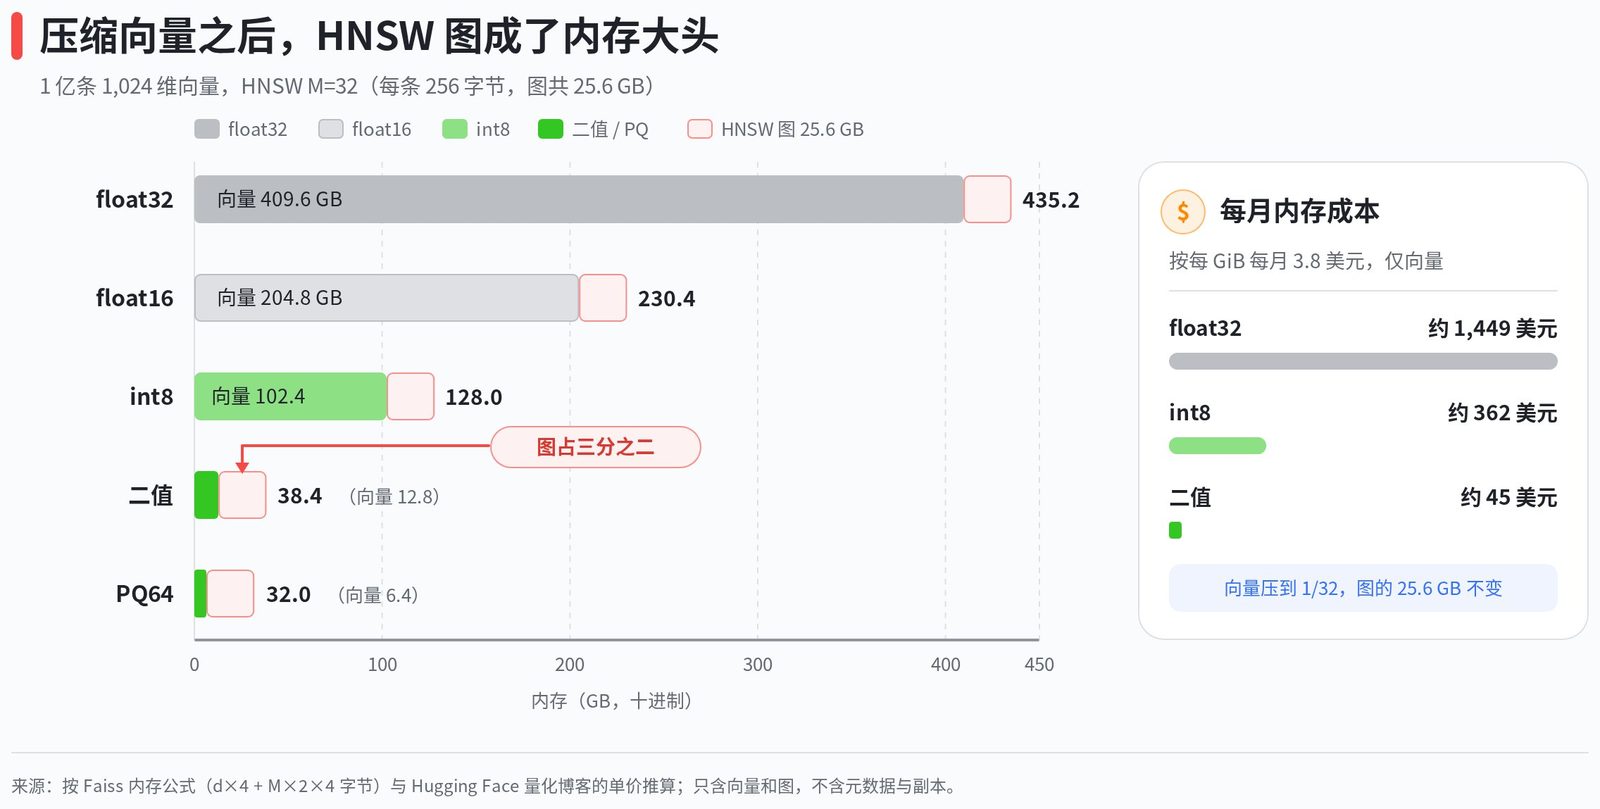 压缩向量之后，HNSW 图成了内存大头
1 亿条 1,024 维向量，HNSW M=32（每条 256 字节，图共 25.6 GB）
float32
float16
int8
二值 / PQ
HNSW 图 25.6 GB
float32
向量 409.6 GB
435.2
float16
向量 204.8 GB
230.4
int8
向量 102.4
128.0
图占三分之二
二值
38.4
（向量 12.8）
PQ64
32.0
（向量 6.4）
0
100
200
300
400
450
内存（GB，十进制）
$
每月内存成本
按每 GiB 每月 3.8 美元，仅向量
float32
约 1,449 美元
int8
约 362 美元
二值
约 45 美元
向量压到 1/32，图的 25.6 GB 不变
来源：按 Faiss 内存公式（d×4 + M×2×4 字节）与 Hugging Face 量化博客的单价推算；只含向量和图，不含元数据与副本。